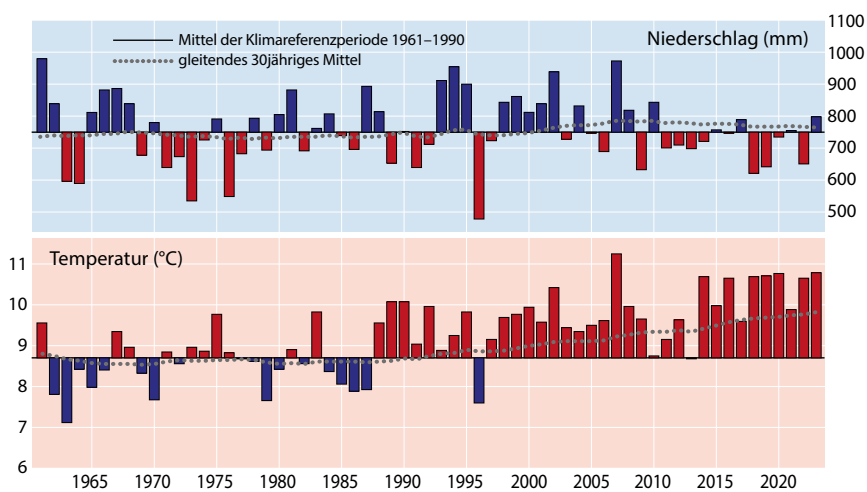 Mittel der Klimareferenzperiode 1961–1990
gleitendes 30jähriges Mittel
Niederschlag (mm)
1100
1000
900
800
700
600
500
Temperatur (°C)
11
10
9
8
7
6
1965 1970 1975 1980 1985 1990 1995 2000 2005 2010 2015 2020